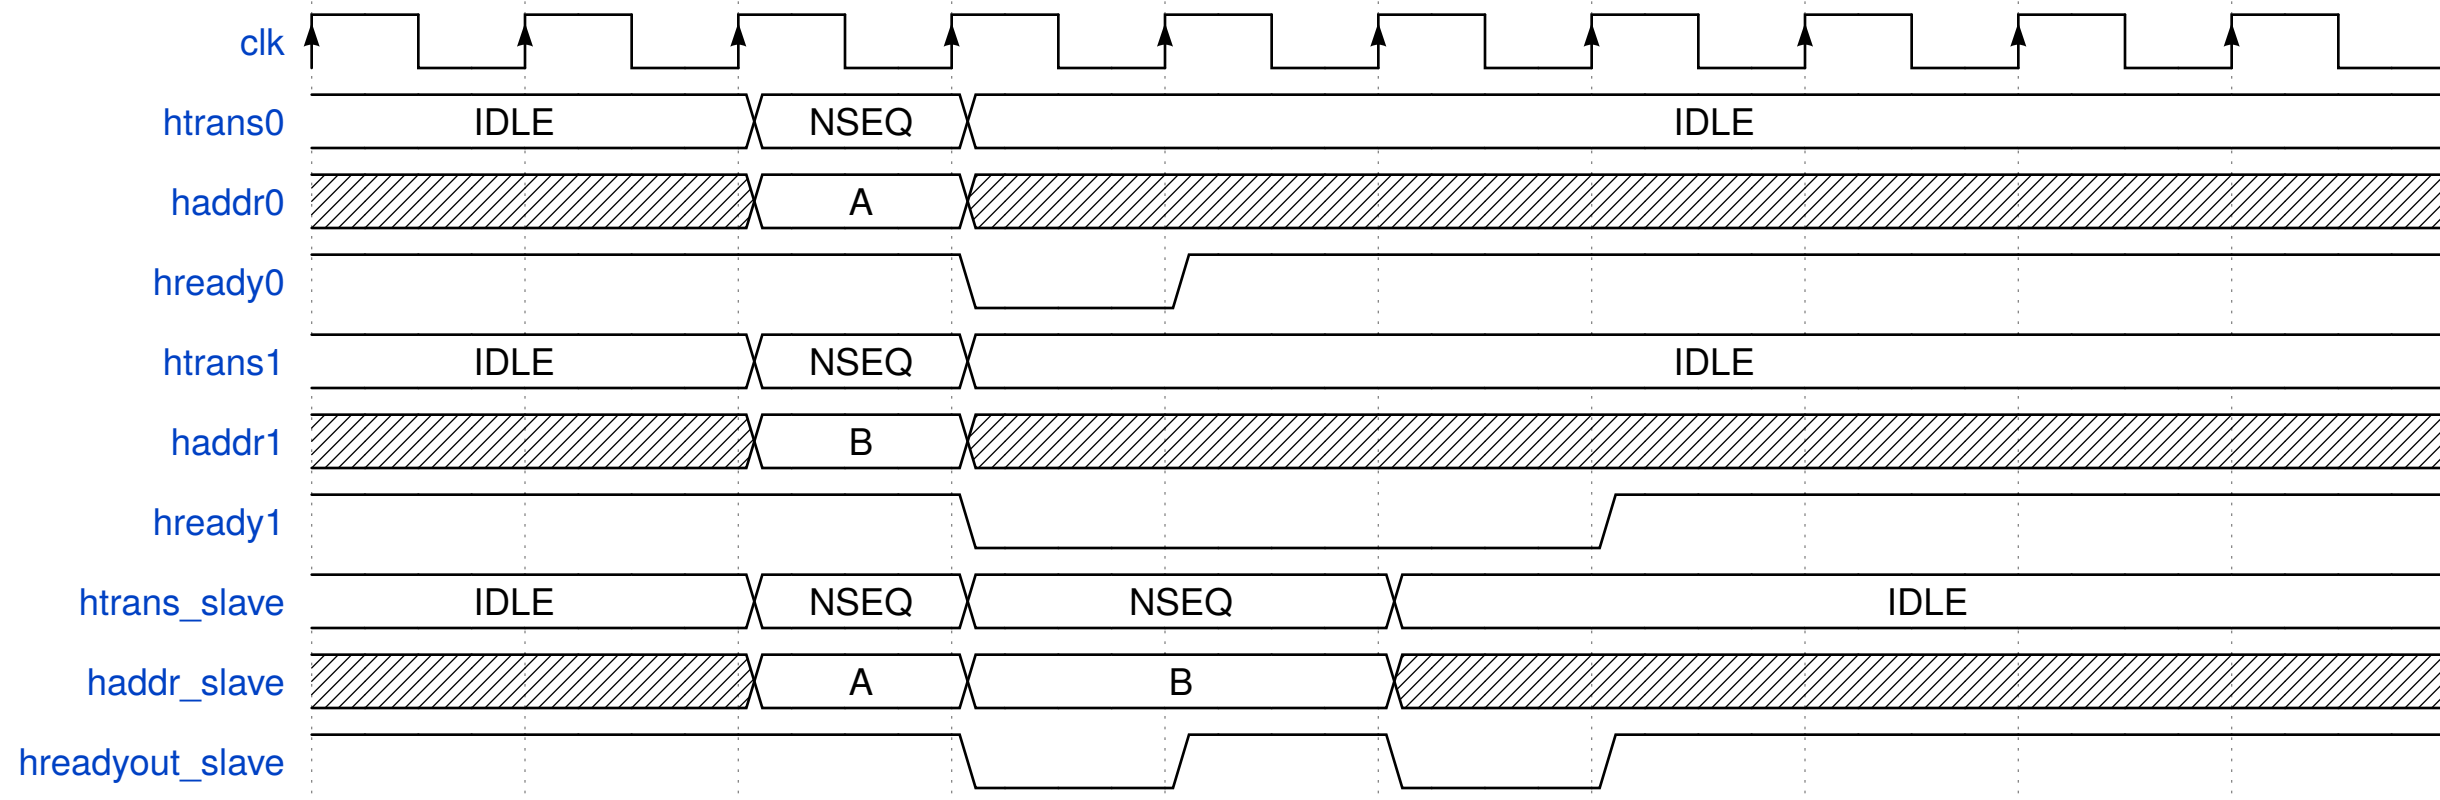 clk
htrans0 IDLE NSEQ IDLE
haddr0 A
hready0
htrans1 IDLE NSEQ IDLE
haddr1 B
hready1
htrans_slave IDLE NSEQ NSEQ IDLE
haddr_slave A B
hreadyout_slave